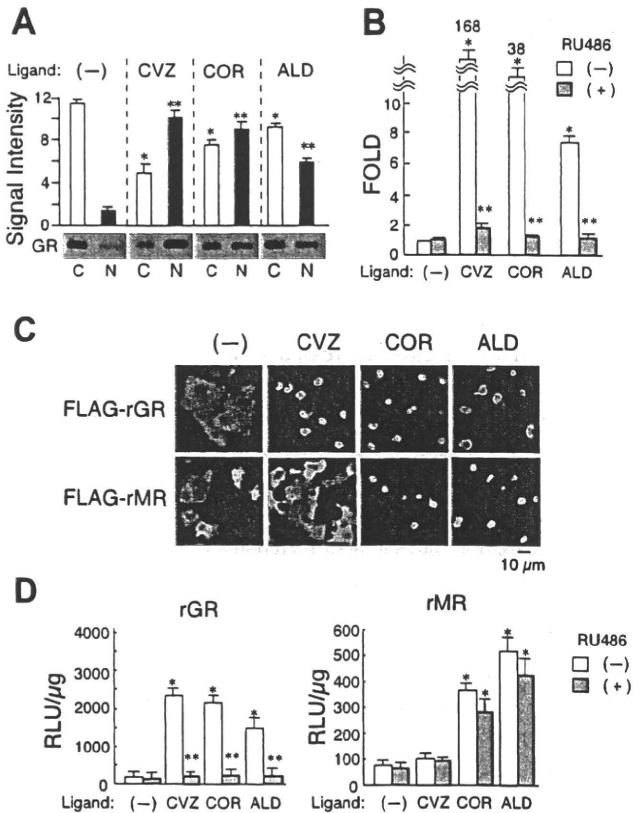 A
Ligand: (−) CVZ COR ALD
Signal Intensity
12
8
4
0
* ** * ** * **
GR
C N C N C N C N
B
168
38
RU486
(−)
(+)
FOLD
10
8
6
4
2
0
* * *
** ** **
Ligand: (−) CVZ COR ALD
C
(−) CVZ COR ALD
FLAG-rGR
FLAG-rMR
10 µm
D
rGR
RLU/µg
4000
3000
2000
1000
0
* * *
** ** **
Ligand: (−) CVZ COR ALD
rMR
RLU/µg
600
500
400
300
200
100
0
* * * *
Ligand: (−) CVZ COR ALD
RU486
(−)
(+)